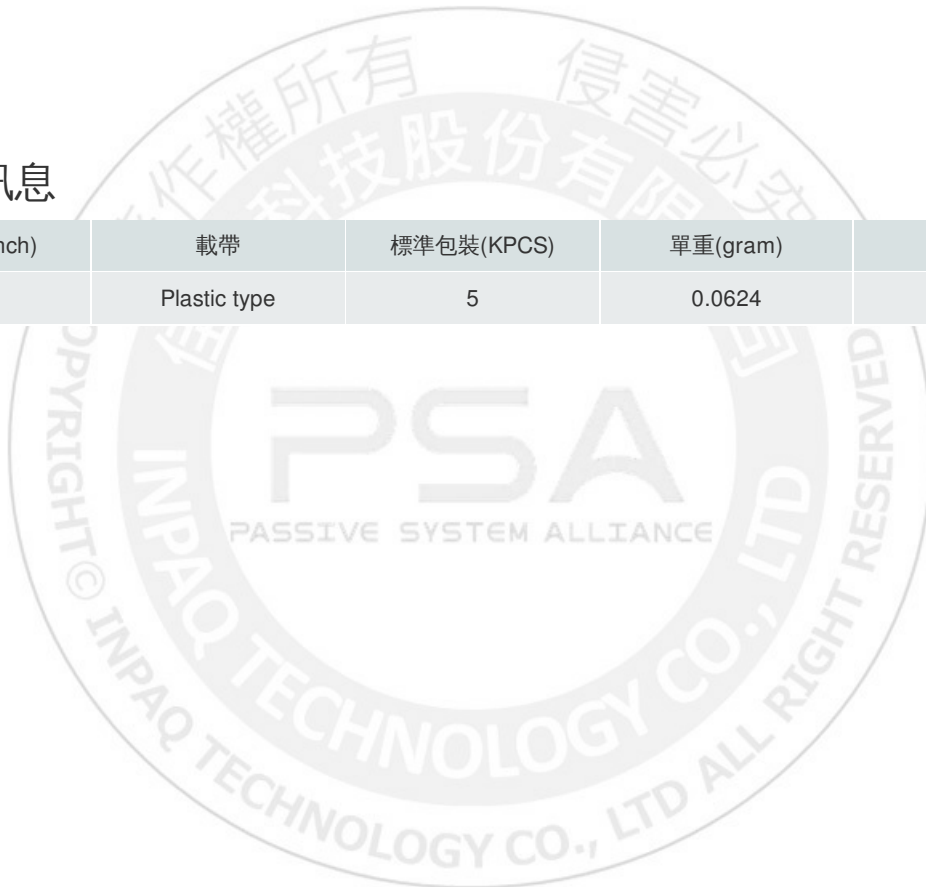 著作權所有 侵害必究
科技股份有限公司
訊息
nch) 載帶 標準包裝(KPCS) 單重(gram)
Plastic type 5 0.0624
PSA
PASSIVE SYSTEM ALLIANCE
INPAQ TECHNOLOGY CO., LTD
COPYRIGHT© INPAQ TECHNOLOGY CO., LTD ALL RIGHT RESERVED